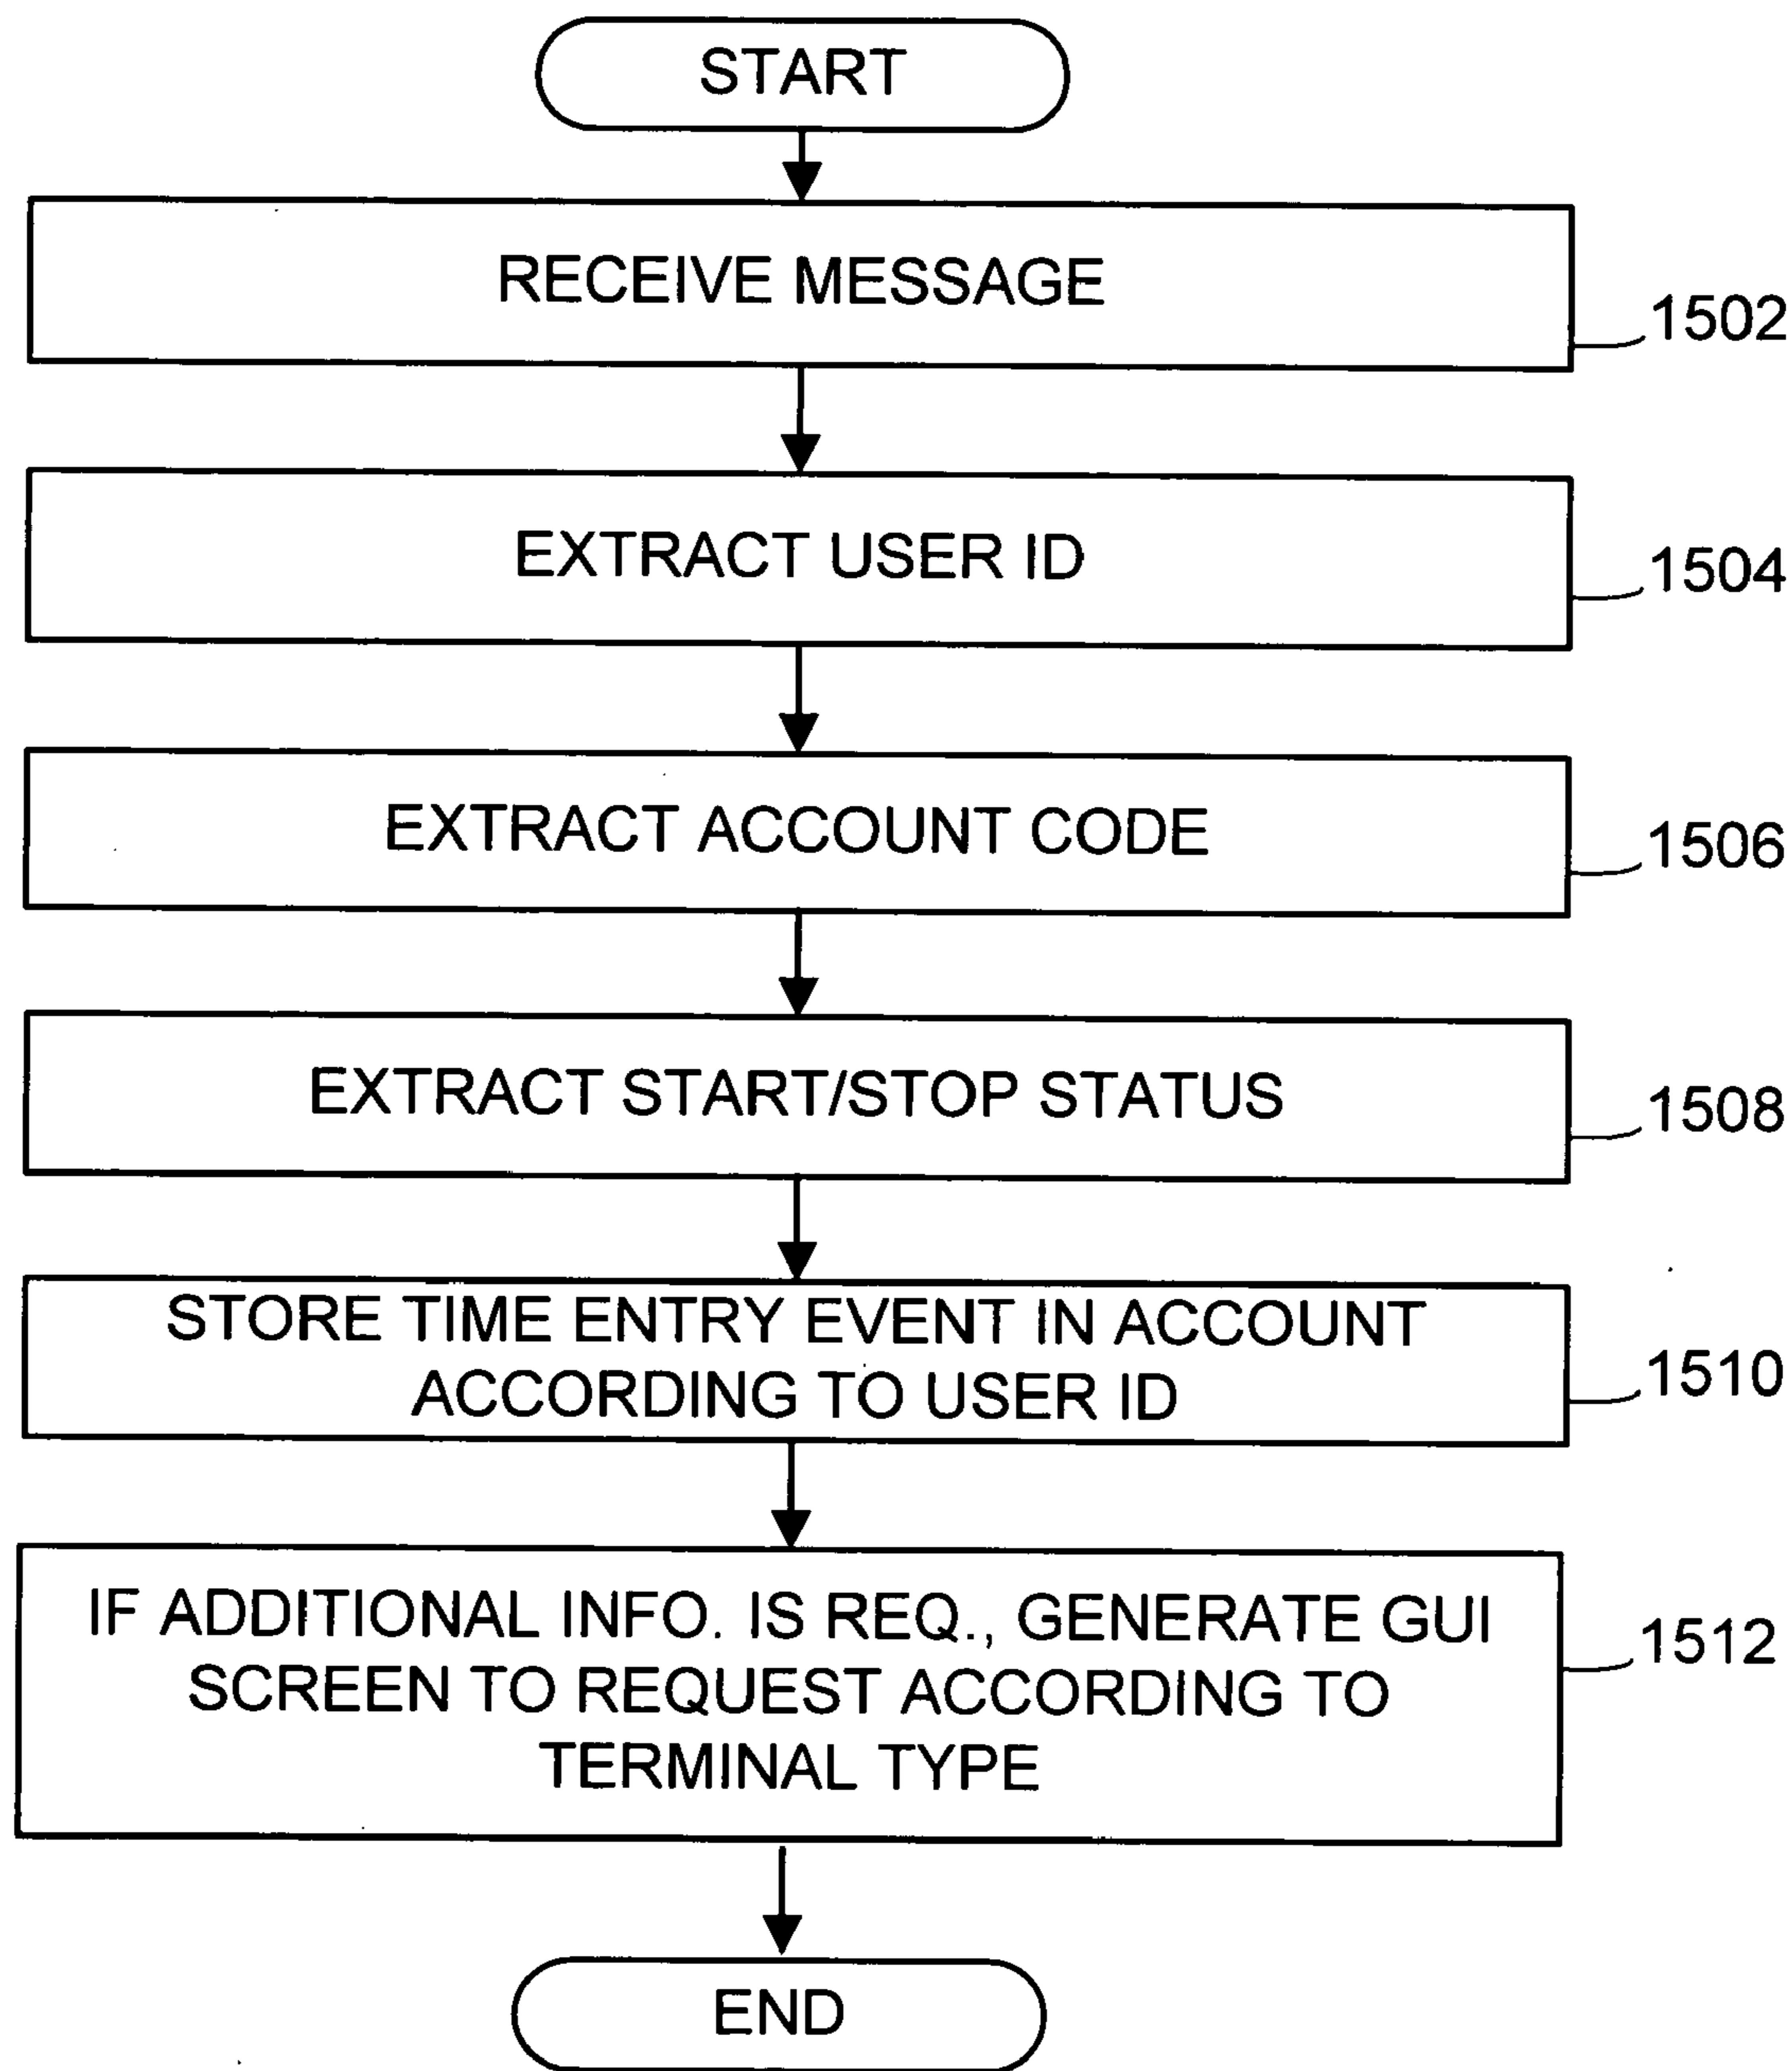 START
RECEIVE MESSAGE
1502
EXTRACT USER ID
1504
EXTRACT ACCOUNT CODE
1506
EXTRACT START/STOP STATUS
1508
STORE TIME ENTRY EVENT IN ACCOUNT
ACCORDING TO USER ID
1510
IF ADDITIONAL INFO. IS REQ., GENERATE GUI
SCREEN TO REQUEST ACCORDING TO
TERMINAL TYPE
1512
END